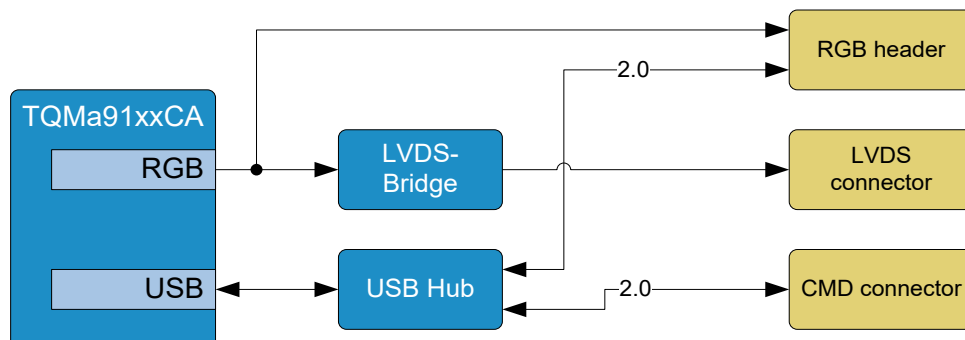 RGB header
2.0
TQMa91xxCA
RGB
LVDS-
Bridge
LVDS
connector
USB
USB Hub
2.0
CMD connector